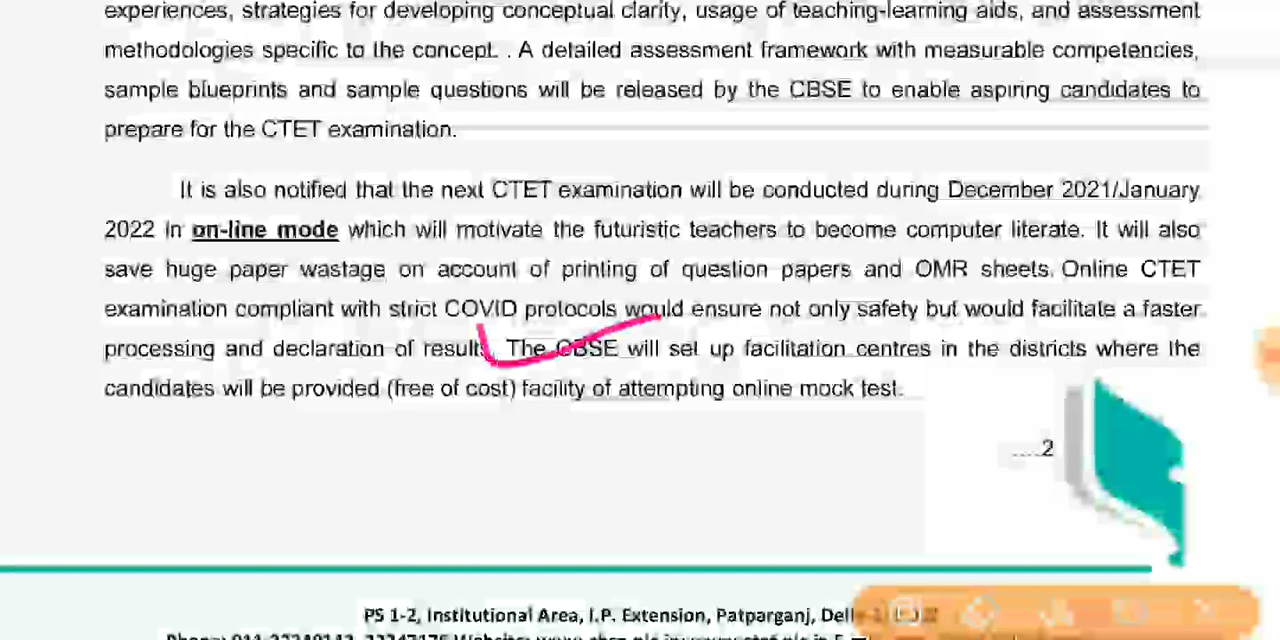 experiences, strategies for developing conceptual clarity, usage of teaching-learning aids, and assessment
methodologies specific to the concept. . A detailed assessment framework with measurable competencies,
sample blueprints and sample questions will be released by the CBSE to enable aspiring candidates to
prepare for the CTET examination.
It is also notified that the next CTET examination will be conducted during December 2021/January
2022 in on-line mode which will motivate the futuristic teachers to become computer literate. It will also
save huge paper wastage on account of printing of question papers and OMR sheets. Online CTET
examination compliant with strict COVID protocols would ensure not only safety but would facilitate a faster
processing and declaration of result. The CBSE will set up facilitation centres in the districts where the
candidates will be provided (free of cost) facility of attempting online mock test.
....2
PS 1-2, Institutional Area, I.P. Extension, Patparganj,